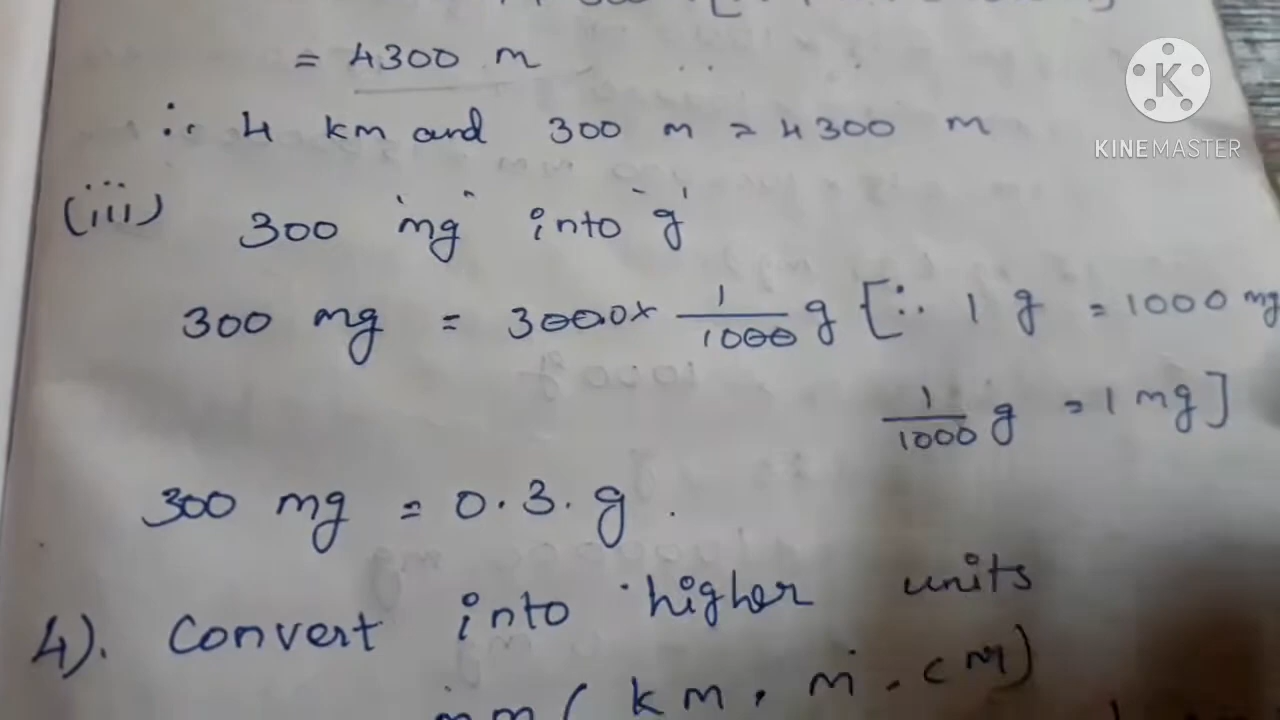 = 4300 m
∴ 4 km and 300 m = 4300 m
(iii) 300 "mg" into "g"
300 mg = 3000 × 1/1000 g [∵ 1 g = 1000 mg
1/1000 g = 1 mg]
300 mg = 0.3. g.
4). Convert into higher units
mm ( km, m, cm)
K
KINEMASTER